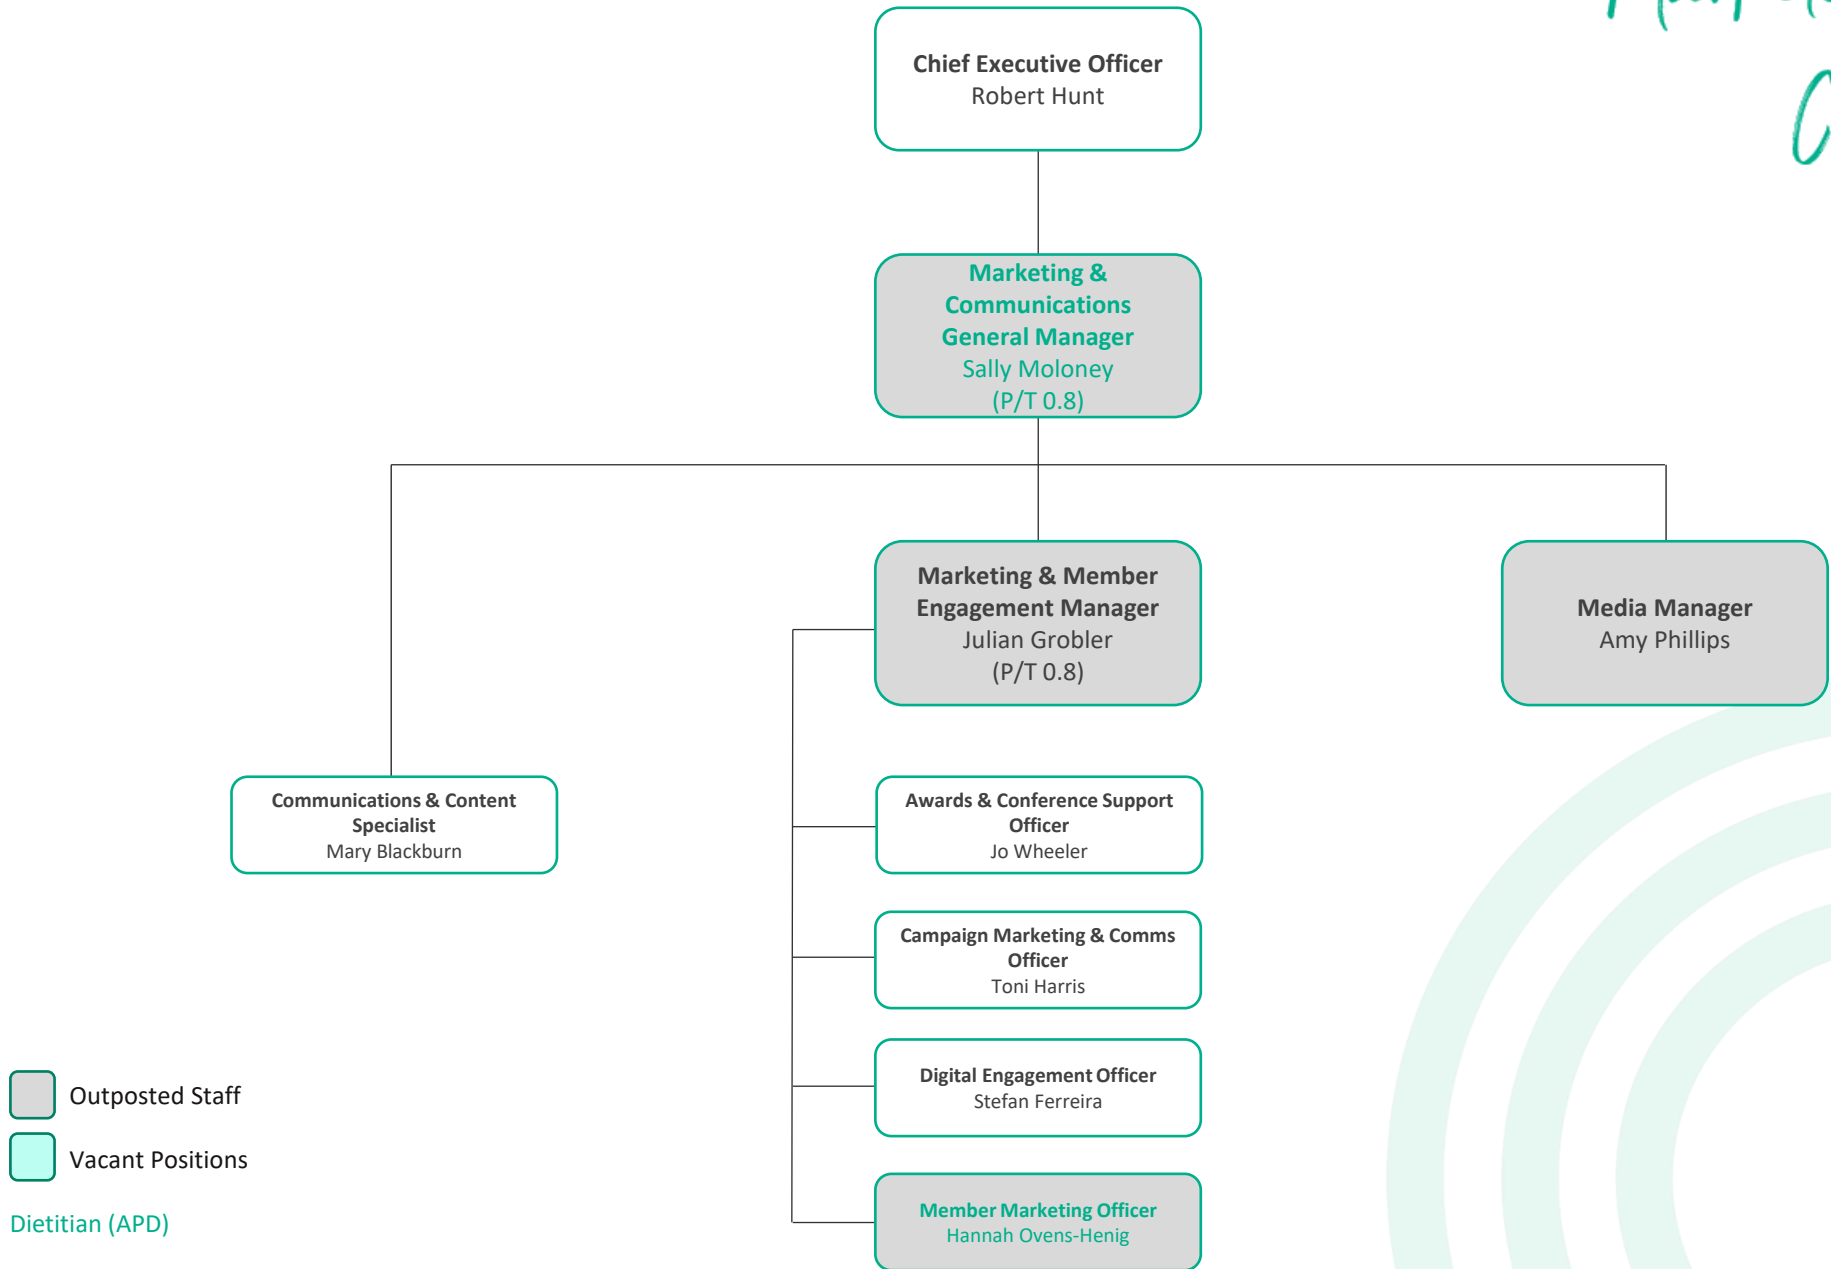 Chief Executive Officer
Robert Hunt
Marketing &
Communications
General Manager
Sally Moloney
(P/T 0.8)
Marketing & Member
Engagement Manager
Julian Grobler
(P/T 0.8)
Media Manager
Amy Phillips
Communications & Content
Specialist
Mary Blackburn
Awards & Conference Support
Officer
Jo Wheeler
Campaign Marketing & Comms
Officer
Toni Harris
Digital Engagement Officer
Stefan Ferreira
Member Marketing Officer
Hannah Ovens-Henig
Outposted Staff
Vacant Positions
Dietitian (APD)